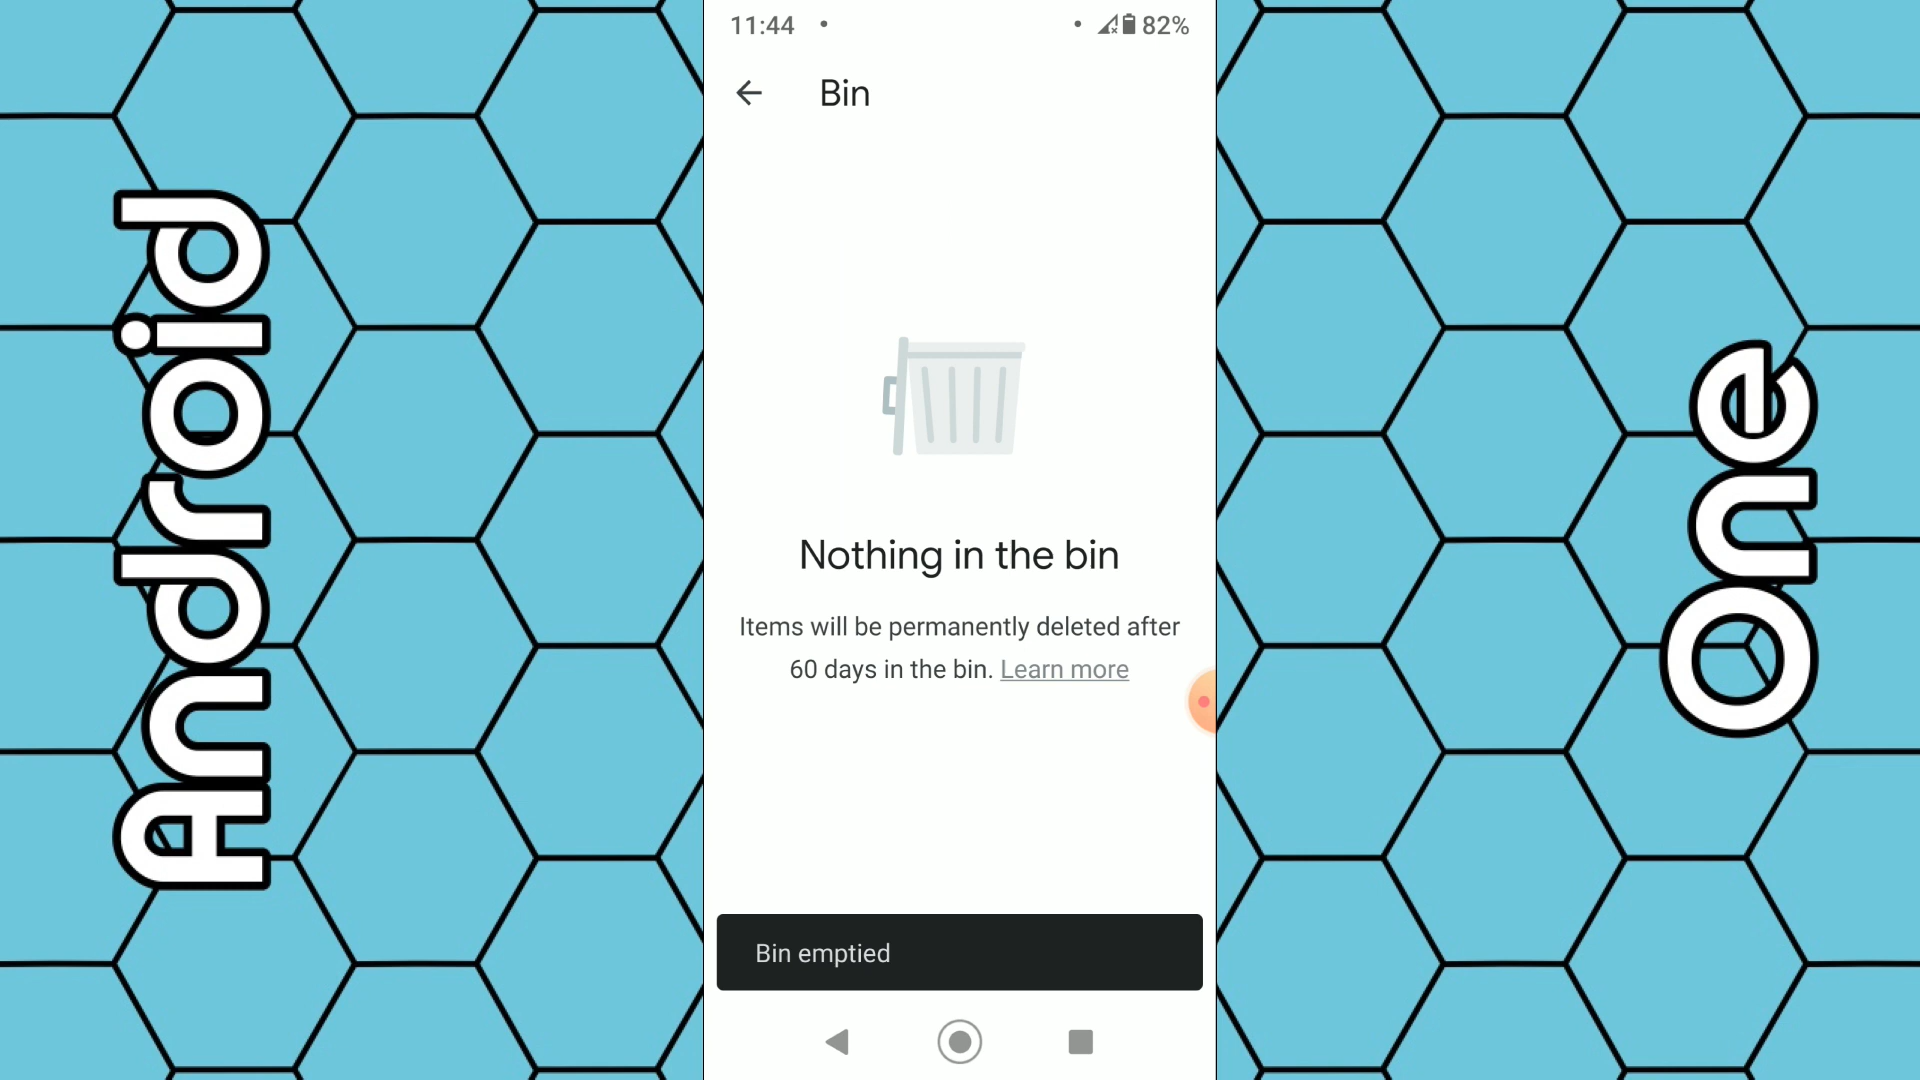 Android
11:44
82%
Bin
Nothing in the bin
Items will be permanently deleted after
60 days in the bin. Learn more
Bin emptied
One